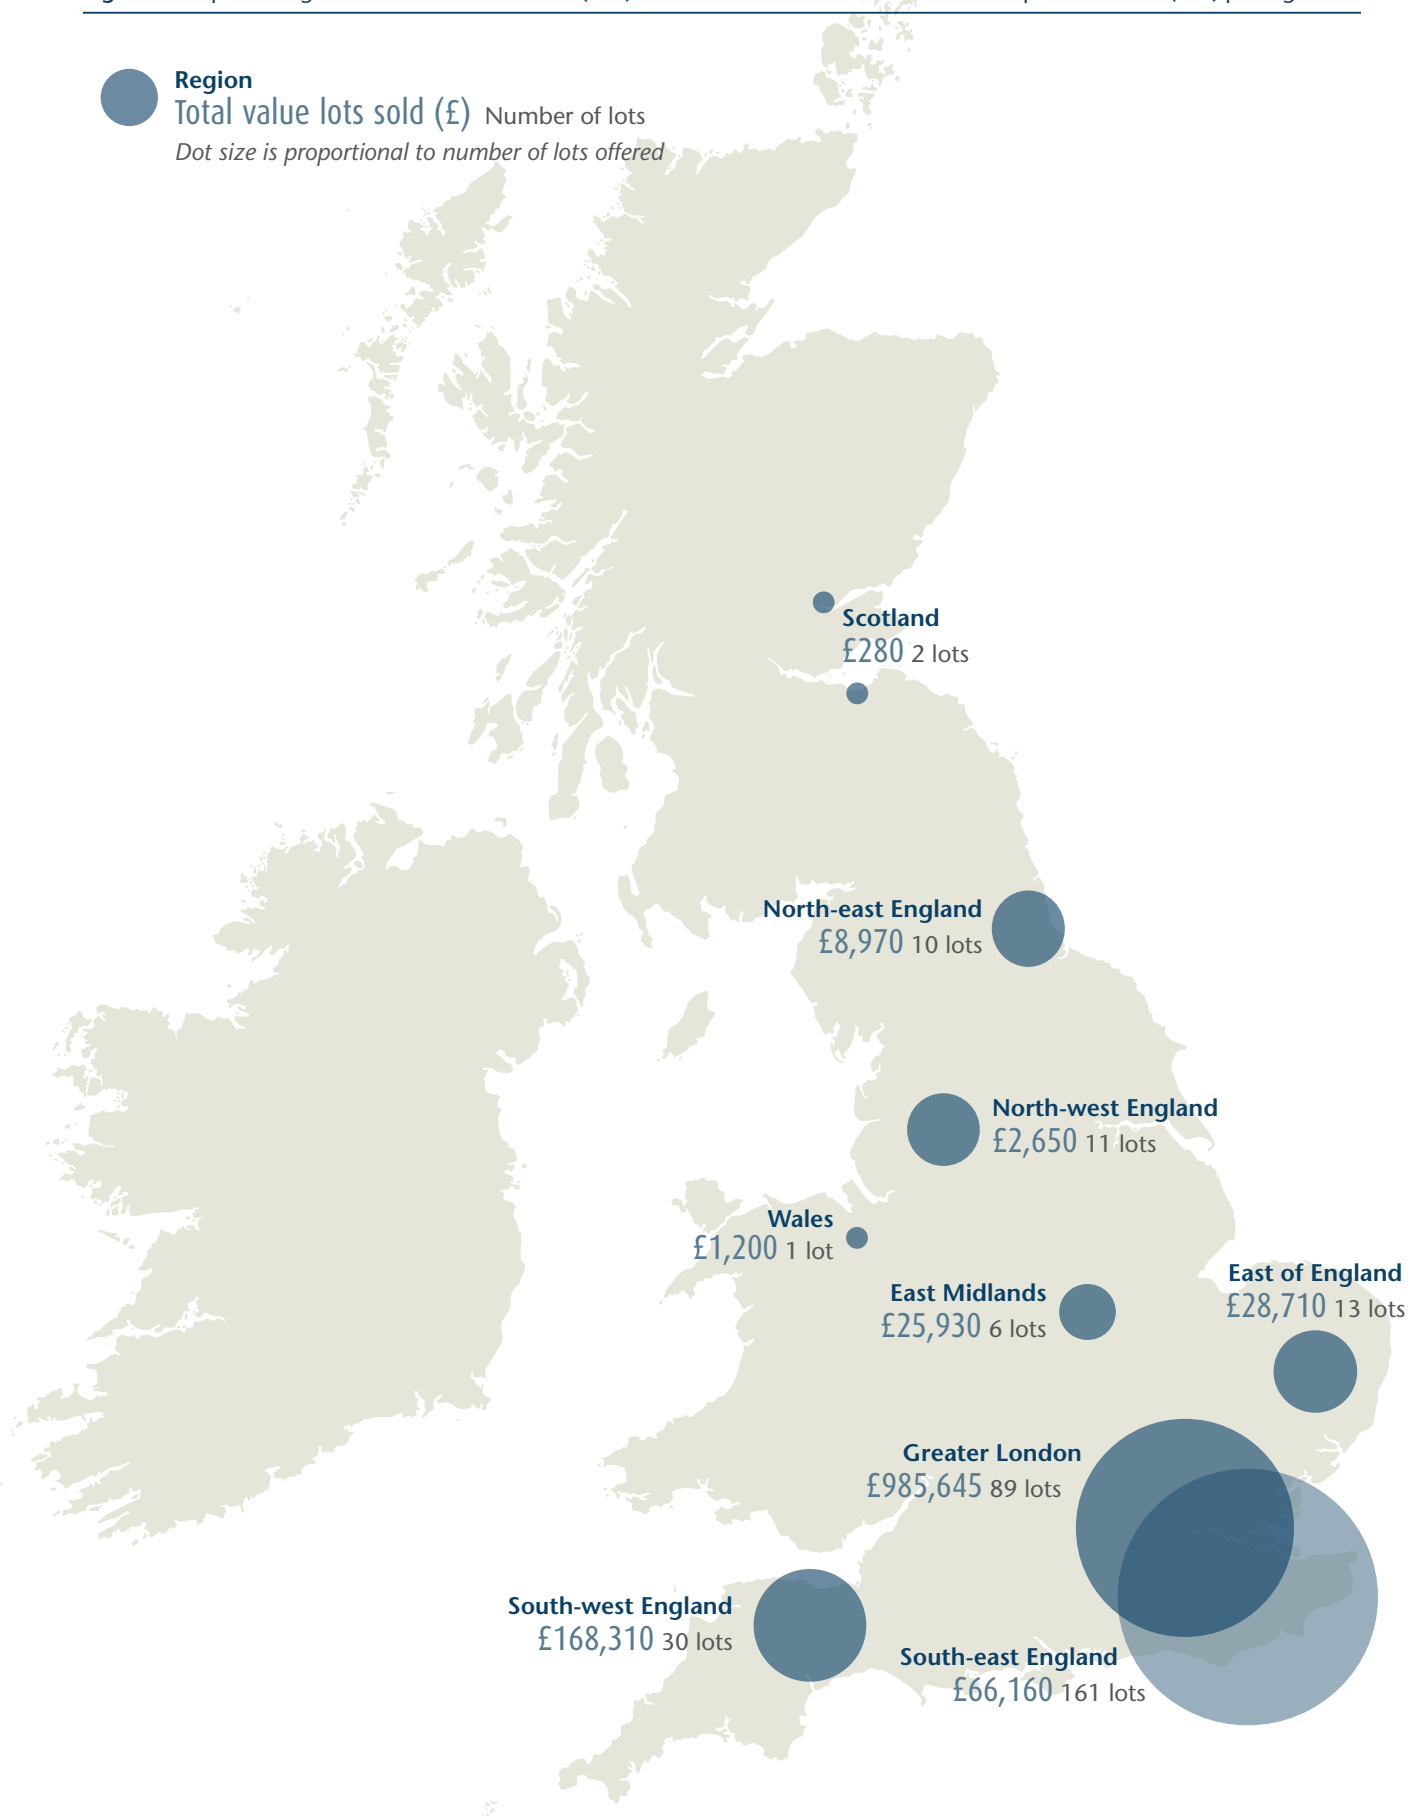 Region
Total value lots sold (£) Number of lots
Dot size is proportional to number of lots offered
Scotland
£280 2 lots
North-east England
£8,970 10 lots
North-west England
£2,650 11 lots
Wales
£1,200 1 lot
East of England
£28,710 13 lots
East Midlands
£25,930 6 lots
Greater London
£985,645 89 lots
South-west England
£168,310 30 lots
South-east England
£66,160 161 lots